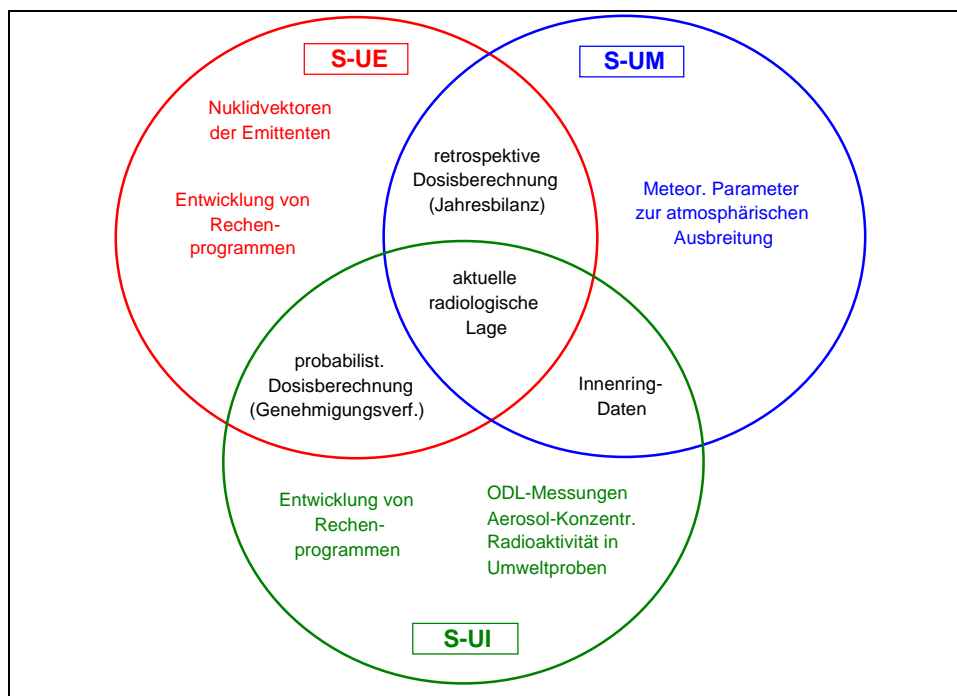 S-UE
S-UM
Nuklidvektoren
der Emittenten
retrospektive
Dosisberechnung
(Jahresbilanz)
Entwicklung von
Rechen-
programmen
Meteor. Parameter
zur atmosphärischen
Ausbreitung
aktuelle
radiologische
Lage
probabilist.
Dosisberechnung
(Genehmigungsverf.)
Innenring-
Daten
Entwicklung von
Rechen-
programmen
ODL-Messungen
Aerosol-Konzentr.
Radioaktivität in
Umweltproben
S-UI